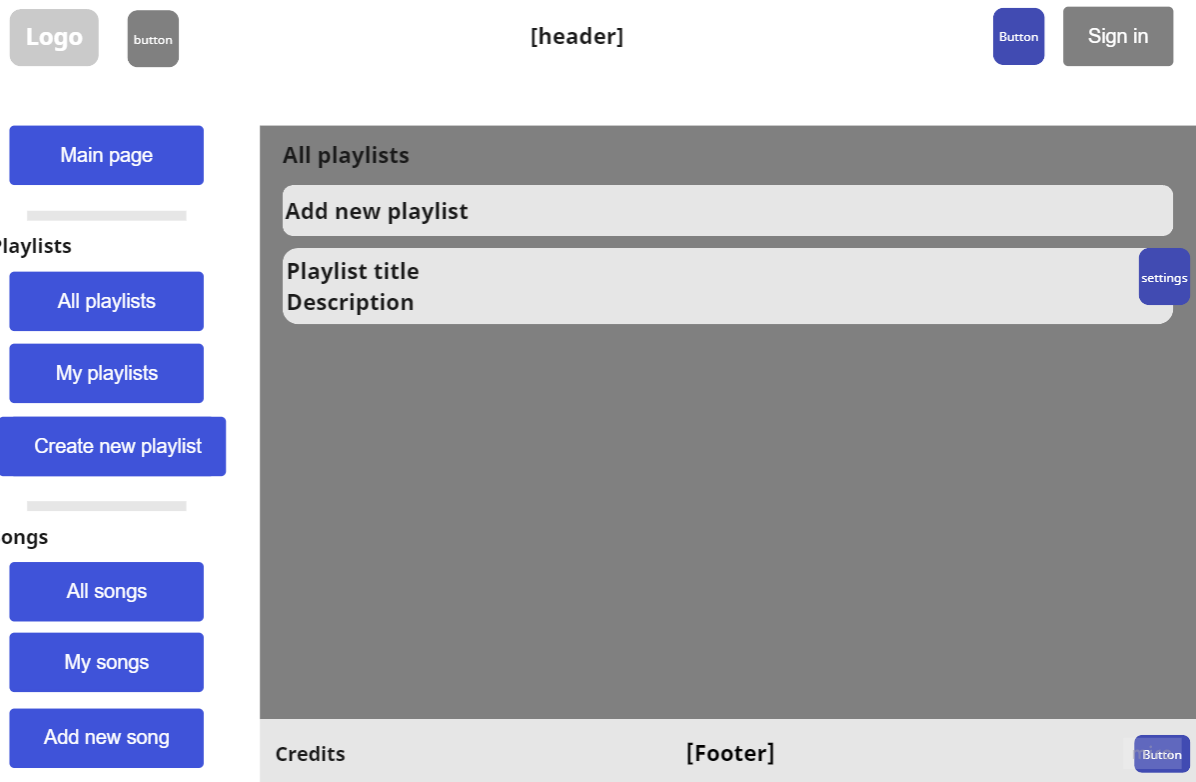 Logo
button
[header]
Button
Sign in
Main page
Playlists
All playlists
My playlists
Create new playlist
ongs
All songs
My songs
Add new song
All playlists
Add new playlist
Playlist title
Description
settings
Credits
[Footer]
Button